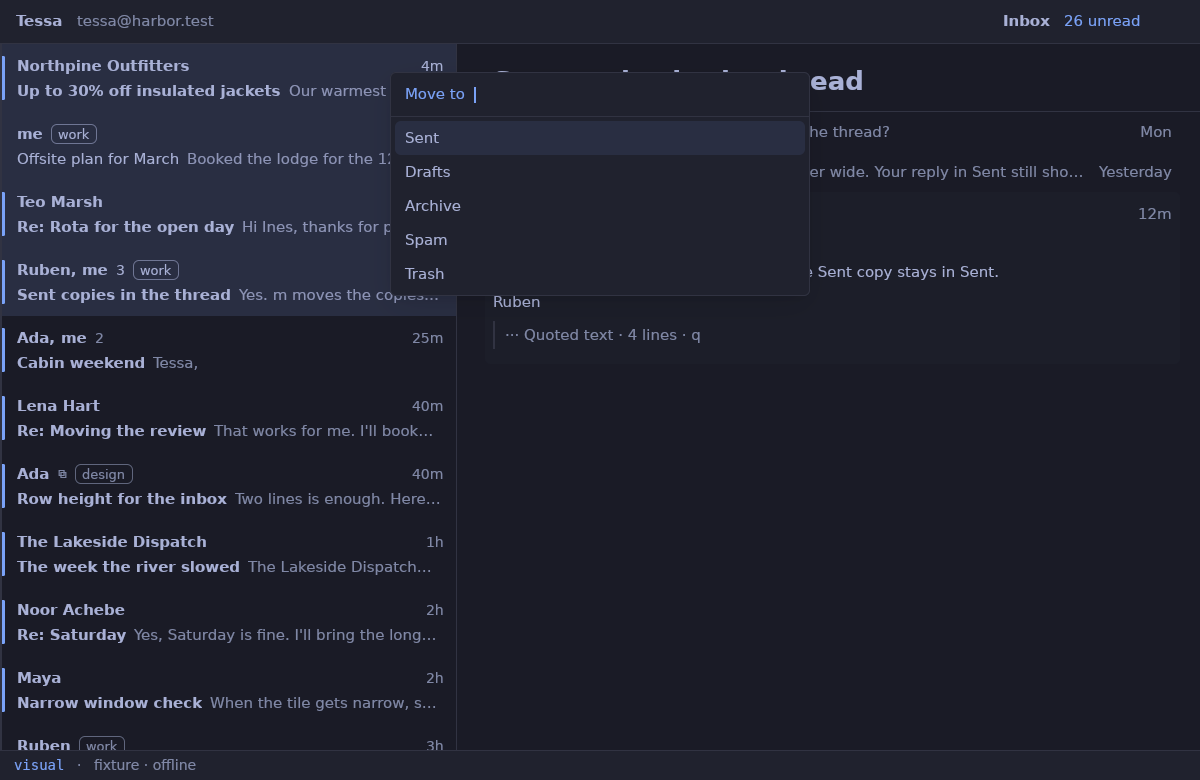 Tessa tessa@harbor.test Inbox 26 unread
Northpine Outfitters 4m
Up to 30% off insulated jackets Our warmest
me work
Offsite plan for March Booked the lodge for the 12
Teo Marsh
Re: Rota for the open day Hi Ines, thanks for p
Ruben, me 3 work
Sent copies in the thread Yes. m moves the copies…
Ada, me 2 25m
Cabin weekend Tessa,
Lena Hart 40m
Re: Moving the review That works for me. I'll book…
Ada design 40m
Row height for the inbox Two lines is enough. Here…
The Lakeside Dispatch 1h
The week the river slowed The Lakeside Dispatch…
Noor Achebe 2h
Re: Saturday Yes, Saturday is fine. I'll bring the long…
Maya 2h
Narrow window check When the tile gets narrow, s…
Ruben work 3h
Move to
Sent
Drafts
Archive
Spam
Trash
ead
he thread? Mon
er wide. Your reply in Sent still sho… Yesterday
12m
Sent copy stays in Sent.
Ruben
··· Quoted text · 4 lines · q
visual · fixture · offline